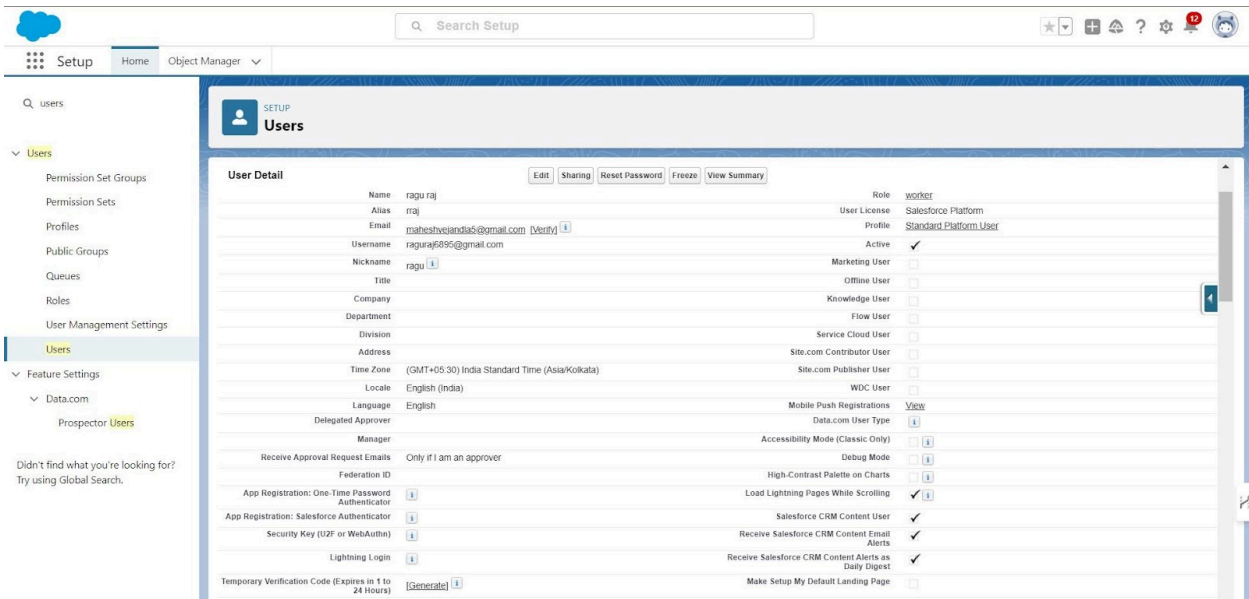 Search Setup
12
Setup Home Object Manager
users
SETUP
Users
Users
Permission Set Groups
Permission Sets
Profiles
Public Groups
Queues
Roles
User Management Settings
Users
Feature Settings
Data.com
Prospector Users
Didn't find what you're looking for?
Try using Global Search.
User Detail Edit Sharing Reset Password Freeze View Summary
Name ragu raj Role worker
Alias rraj User License Salesforce Platform
Email maheshvejandla5@gmail.com [Verify] i Profile Standard Platform User
Username raguraj6895@gmail.com Active
Nickname ragu i Marketing User
Title Offline User
Company Knowledge User
Department Flow User
Division Service Cloud User
Address Site.com Contributor User
Time Zone (GMT+05:30) India Standard Time (Asia/Kolkata) Site.com Publisher User
Locale English (India) WDC User
Language English Mobile Push Registrations View
Delegated Approver Data.com User Type i
Manager Accessibility Mode (Classic Only) i
Receive Approval Request Emails Only if I am an approver Debug Mode i
Federation ID High-Contrast Palette on Charts i
App Registration: One-Time Password
Authenticator i Load Lightning Pages While Scrolling i
App Registration: Salesforce Authenticator i Salesforce CRM Content User
Security Key (U2F or WebAuthn) i Receive Salesforce CRM Content Email
Alerts
Lightning Login i Receive Salesforce CRM Content Alerts as
Daily Digest
Temporary Verification Code (Expires in 1 to
24 Hours) [Generate] i Make Setup My Default Landing Page